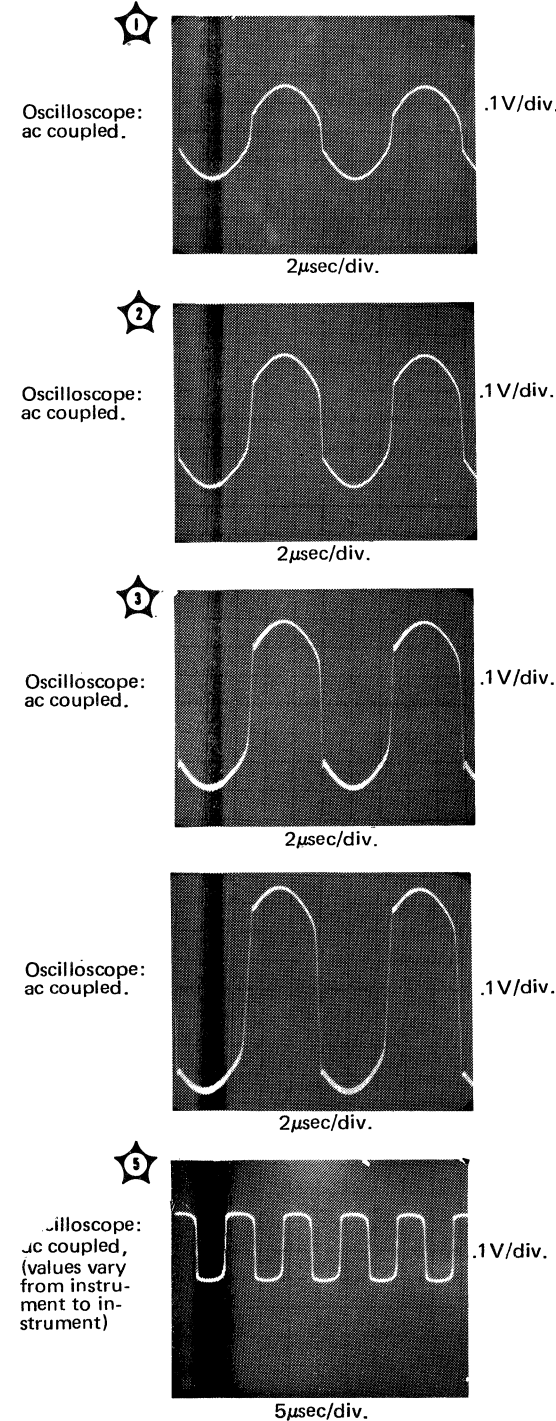 1
Oscilloscope:
ac coupled.
.1V/div.
2μsec/div.
2
Oscilloscope:
ac coupled.
.1V/div.
2μsec/div.
3
Oscilloscope:
ac coupled.
.1V/div.
2μsec/div.
Oscilloscope:
ac coupled.
.1V/div.
2μsec/div.
5
illoscope:
ac coupled,
(values vary
from instru-
ment to in-
strument)
.1V/div.
5μsec/div.